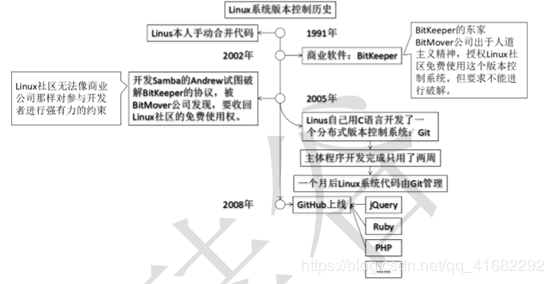 Linux系统版本控制历史
Linus本人手动合并代码
1991年
2002年
商业软件：BitKeeper
BitKeeper的东家
BitMover公司出于人道
主义精神，授权Linux社
区免费使用这个版本控
制系统。但要求不能进
行破解。
Linux社区无法像商业
公司那样对参与开发
者进行强有力的约束
开发Samba的Andrew试图破
解BitKeeper的协议，被
BitMover公司发现，要收回
Linux社区的免费使用权。
2005年
Linus自己用C语言开发了一
个分布式版本控制系统：Git
主体程序开发完成只用了两周
一个月后Linux系统代码由Git管理
2008年
GitHub上线
jQuery
Ruby
PHP
……
https://blog.csdn.net/qq_41682292